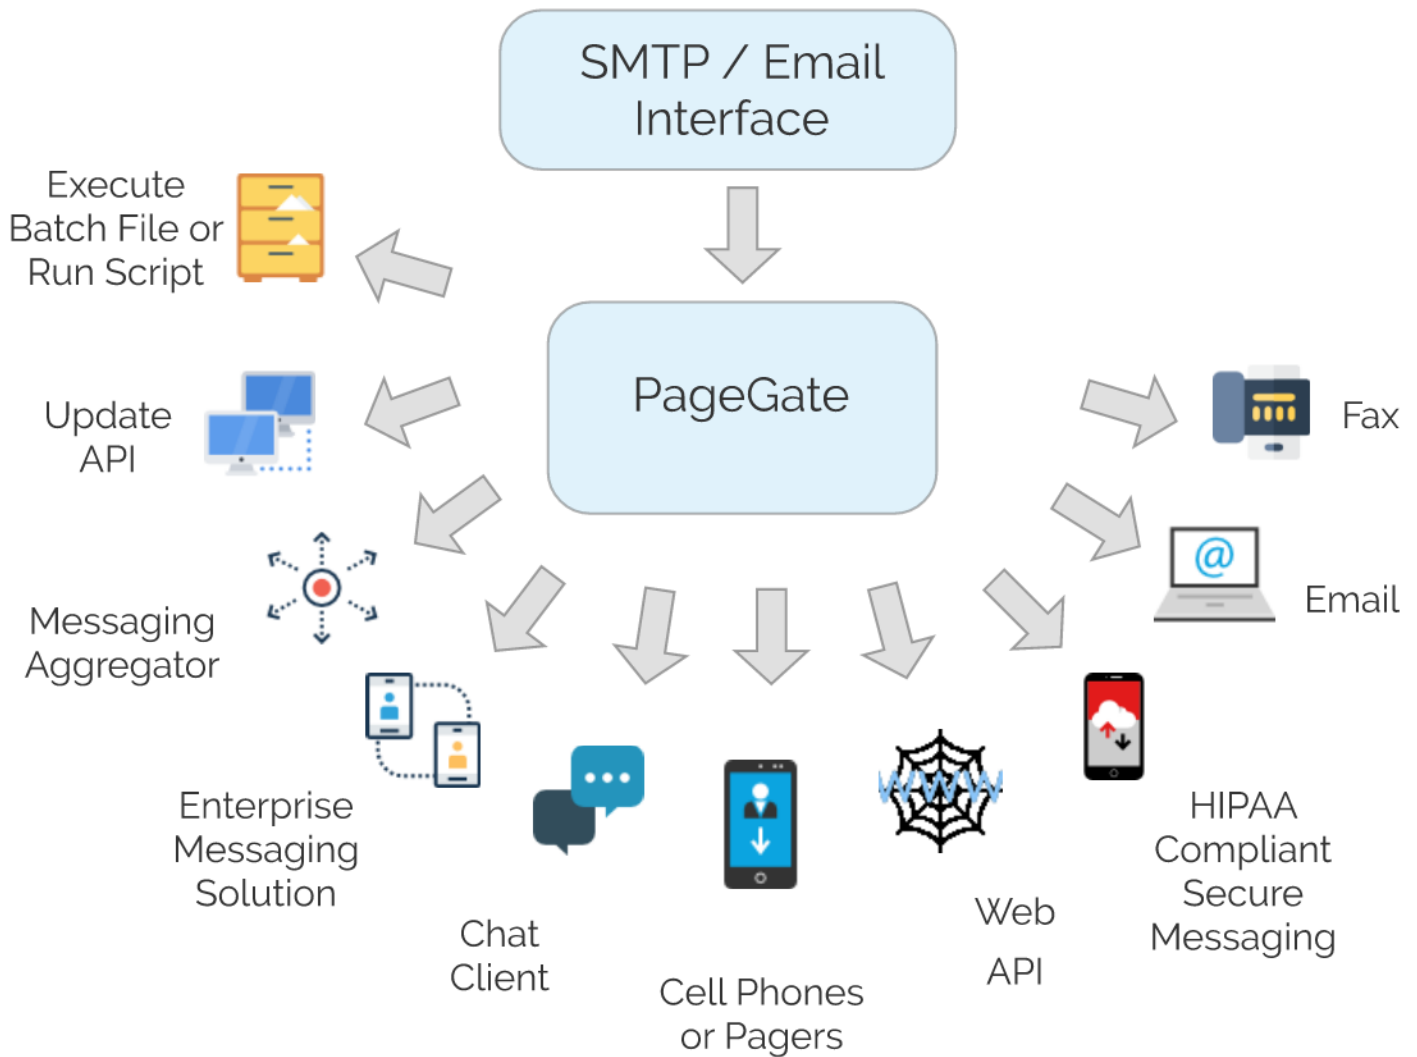 SMTP / Email
Interface
Execute
Batch File or
Run Script
PageGate
Update
API
Fax
@
Email
Messaging
Aggregator
WWW
Enterprise
Messaging
Solution
HIPAA
Compliant
Secure
Messaging
Chat
Client
Web
API
Cell Phones
or Pagers